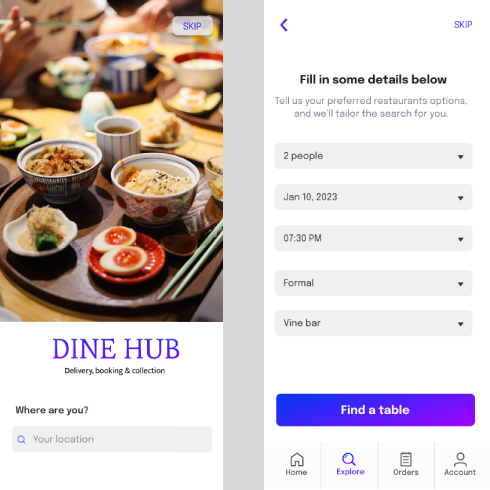 SKIP
DINE HUB
Delivery,booking & collection
Where are you?
Your location
SKIP
Fill in some details below
Tell us your preferred restaurants options,
and we'll tailor the search for you.
2 people
Jan 10, 2023
07:30 PM
Formal
Vine bar
Find a table
Home
Explore
Orders
Account